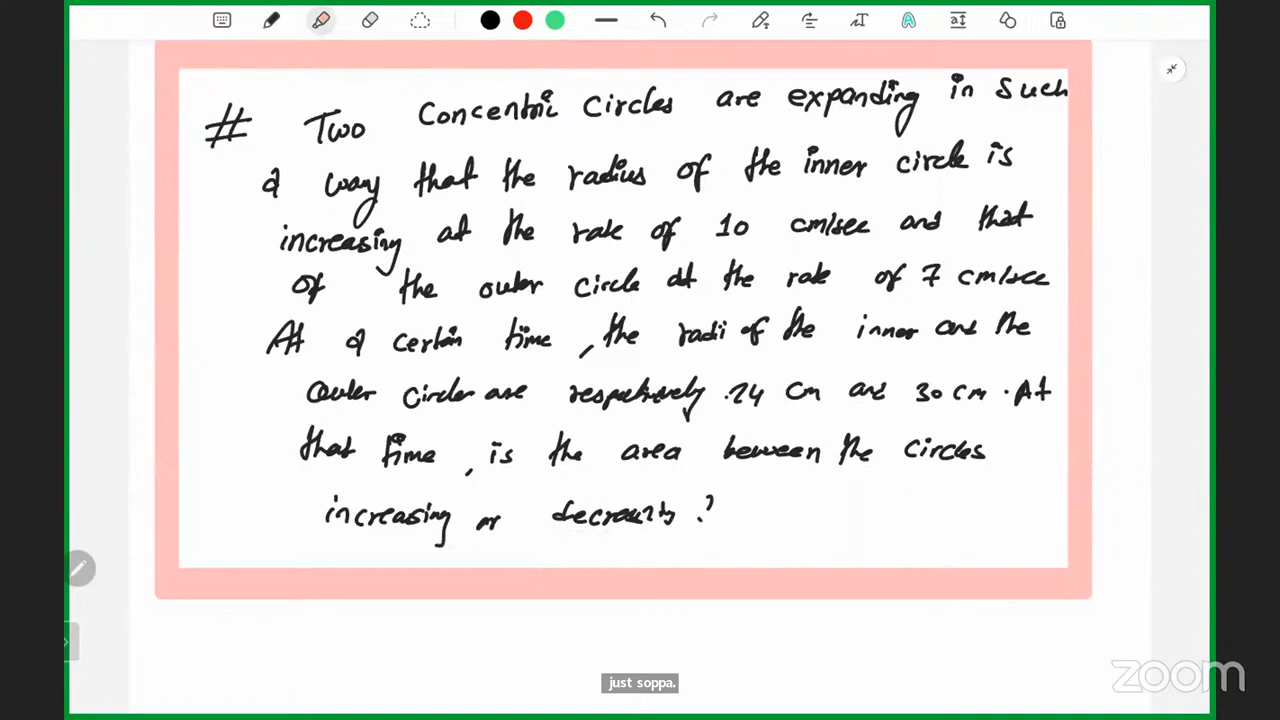 # Two Concentric Circles are expanding in such
a way that the radius of the inner circle is
increasing at the rate of 10 cm/sec and that
of the outer circle at the rate of 7 cm/sec
At a certain time, the radii of the inner and the
outer circles are respectively 24 cm and 30 cm. At
that time, is the area beween the circles
increasing or decreasing?
just soppa.
zoom